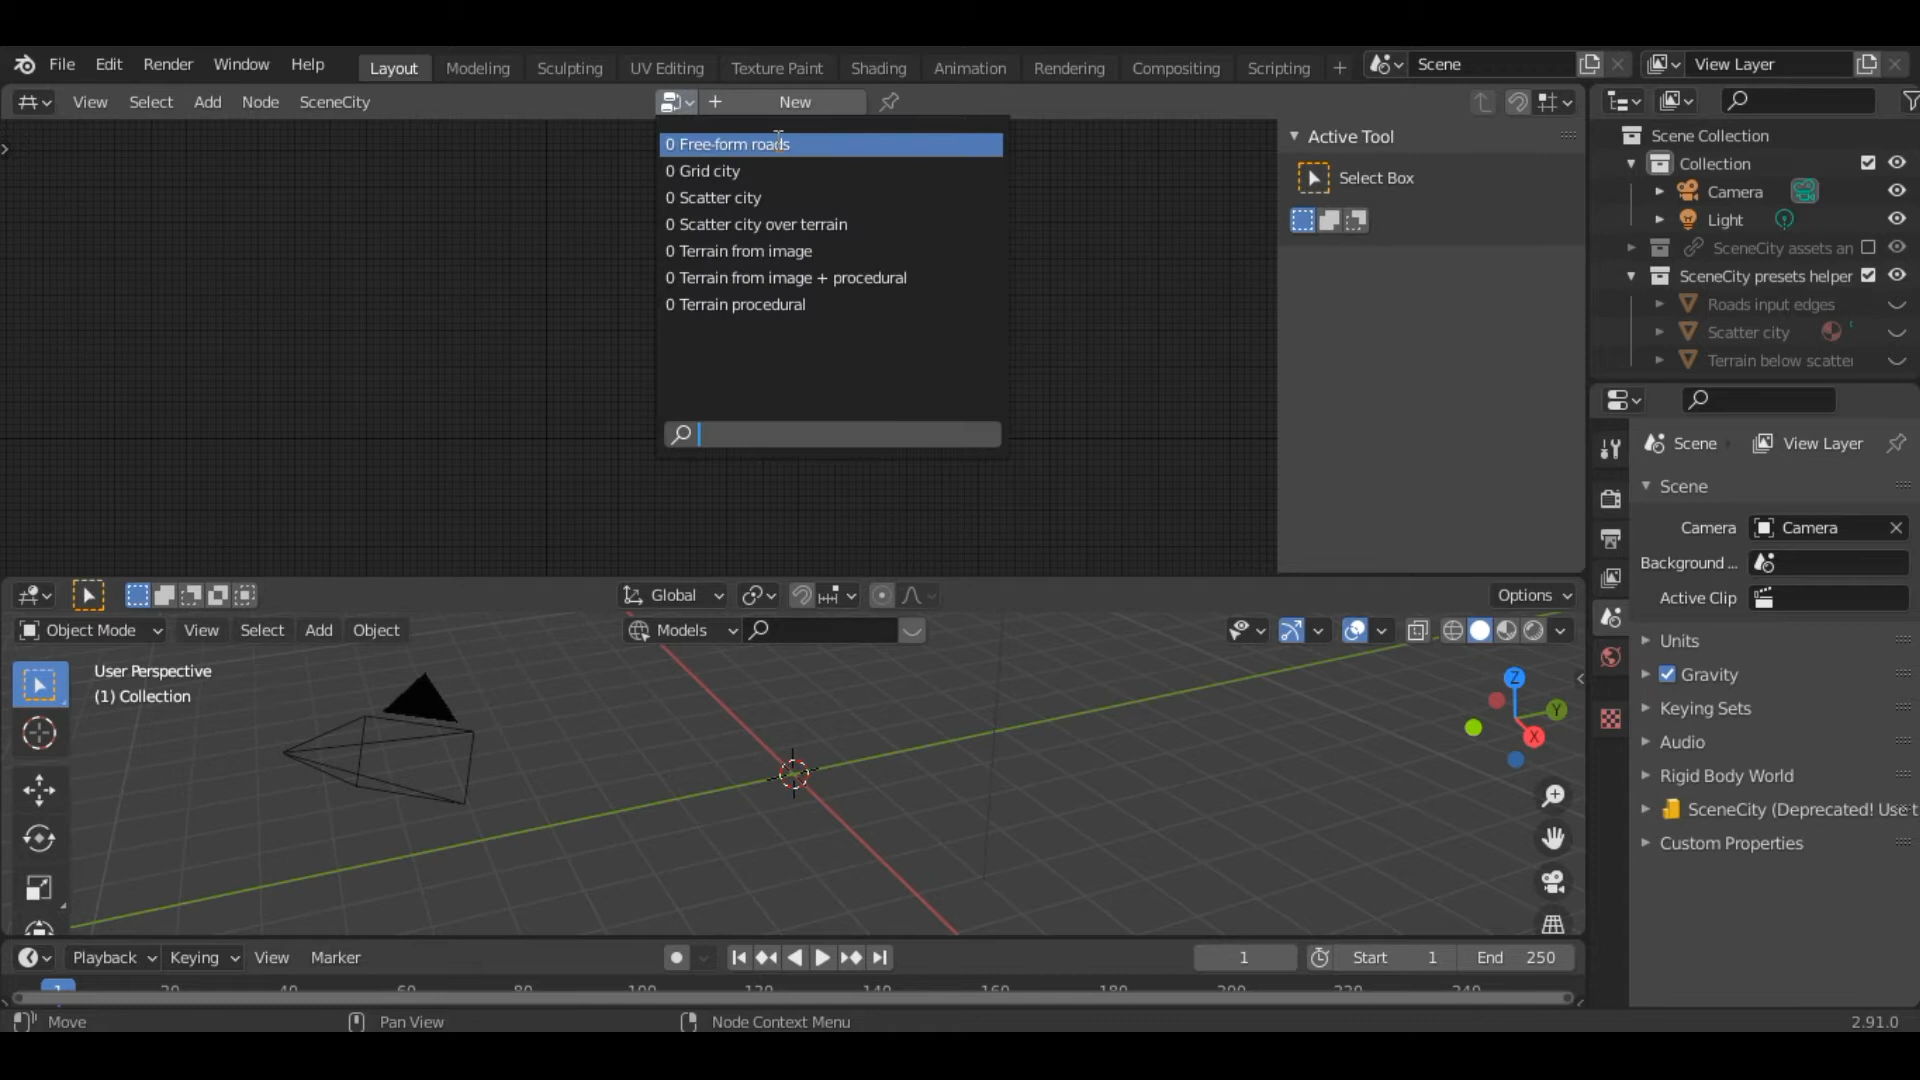 File Edit Render Window Help Layout Modeling Sculpting UV Editing Texture Paint Shading Animation Rendering Compositing Scripting + Scene View Layer
View Select Add Node SceneCity + New
0 Free-form roads
0 Grid city
0 Scatter city
0 Scatter city over terrain
0 Terrain from image
0 Terrain from image + procedural
0 Terrain procedural
Active Tool
Select Box
Scene Collection
Collection
Camera
Light
SceneCity assets an
SceneCity presets helper
Roads input edges
Scatter city
Terrain below scatter
Scene View Layer
Scene
Camera Camera
Background ...
Active Clip
Units
Gravity
Keying Sets
Audio
Rigid Body World
SceneCity (Deprecated! Use t
Custom Properties
Global Options
Object Mode View Select Add Object Models
User Perspective
(1) Collection
Z
Y
X
Playback Keying View Marker 1 Start 1 End 250
1
Move Pan View Node Context Menu 2.91.0